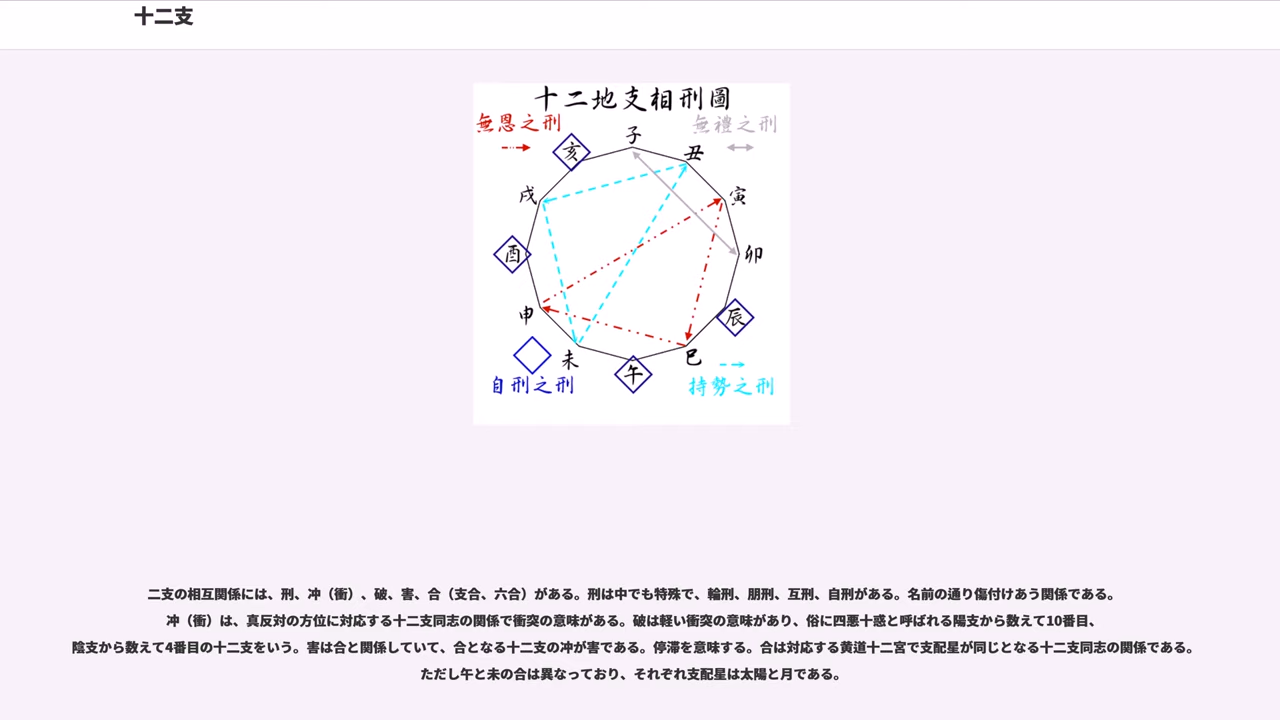 十二支
十二地支相刑圖
無恩之刑
無禮之刑
子
亥
丑
戌
寅
酉
卯
申
辰
未
午
巳
自刑之刑
持勢之刑
二支の相互関係には、刑、冲（衝）、破、害、合（支合、六合）がある。刑は中でも特殊で、輪刑、朋刑、互刑、自刑がある。名前の通り傷付けあう関係である。
冲（衝）は、真反対の方位に対応する十二支同志の関係で衝突の意味がある。破は軽い衝突の意味があり、俗に四悪十惑と呼ばれる陽支から数えて10番目、
陰支から数えて4番目の十二支をいう。害は合と関係していて、合となる十二支の冲が害である。停滞を意味する。合は対応する黄道十二宮で支配星が同じとなる十二支同志の関係である。
ただし午と未の合は異なっており、それぞれ支配星は太陽と月である。